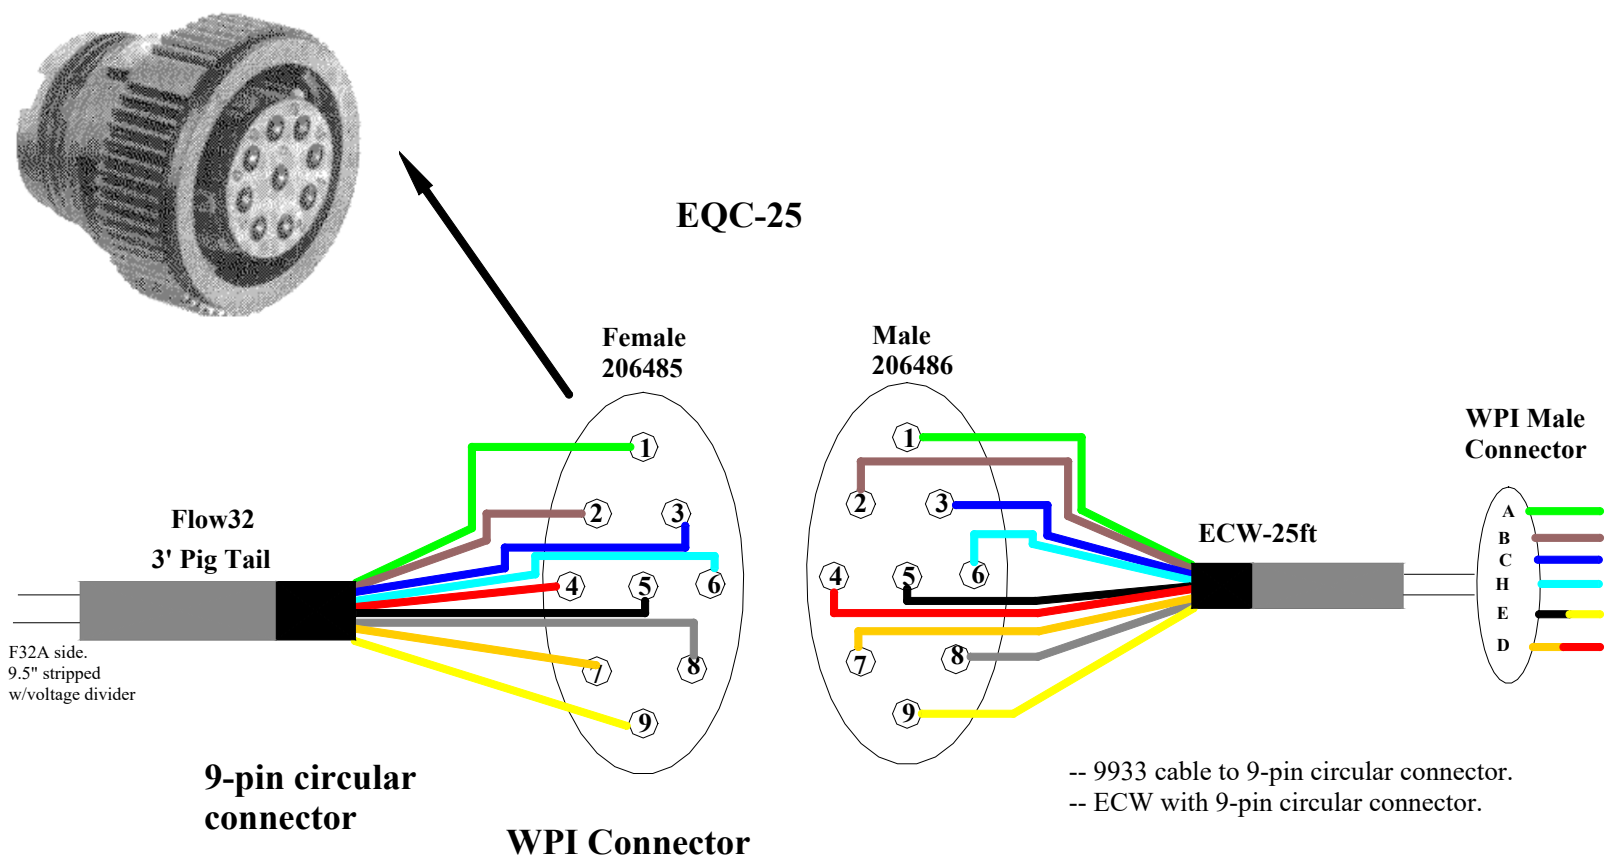 EQC-25
Female
206485
Male
206486
WPI Male
Connector
1
2
3
4
5
6
7
8
9
1
2
3
4
5
6
7
8
9
A
B
C
H
E
D
Flow32
3' Pig Tail
ECW-25ft
F32A side.
9.5" stripped
w/voltage divider
9-pin circular
connector
WPI Connector
-- 9933 cable to 9-pin circular connector.
-- ECW with 9-pin circular connector.